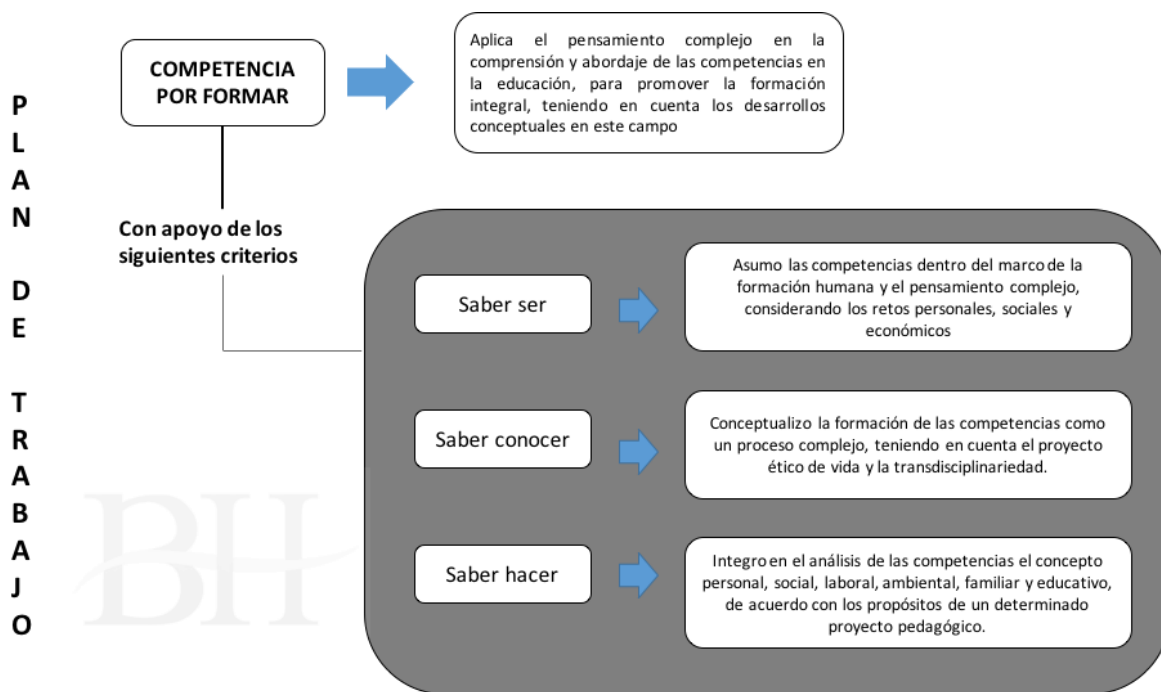 PLAN DE TRABAJO
COMPETENCIA
POR FORMAR
Aplica el pensamiento complejo en la
comprensión y abordaje de las competencias en
la educación, para promover la formación
integral, teniendo en cuenta los desarrollos
conceptuales en este campo
Con apoyo de los
siguientes criterios
Saber ser
Asumo las competencias dentro del marco de la
formación humana y el pensamiento complejo,
considerando los retos personales, sociales y
económicos
Saber conocer
Conceptualizo la formación de las competencias como
un proceso complejo, teniendo en cuenta el proyecto
ético de vida y la transdisciplinariedad.
Saber hacer
Integro en el análisis de las competencias el concepto
personal, social, laboral, ambiental, familiar y educativo,
de acuerdo con los propósitos de un determinado
proyecto pedagógico.
BH